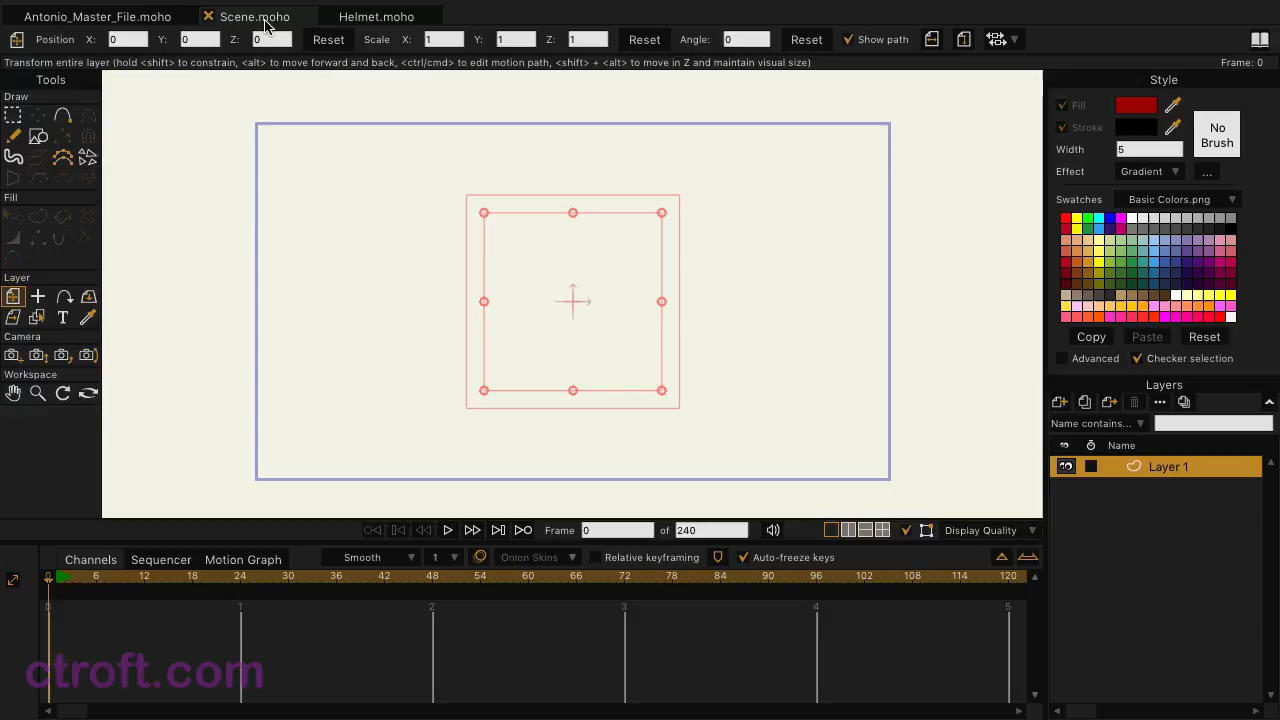 Antonio_Master_File.moho Scene.moho Helmet.moho
Position X: 0 Y: 0 Z: 0 Reset Scale X: 1 Y: 1 Z: 1 Reset Angle: 0 Reset Show path
Transform entire layer (hold <shift> to constrain, <alt> to move forward and back, <ctrl/cmd> to edit motion path, <shift> + <alt> to move in Z and maintain visual size) Frame: 0
Tools
Style
Draw
Fill
No Brush
Stroke
Width 5
Effect Gradient ...
Fill
Swatches Basic Colors.png
Layer
Camera
Copy Paste Reset
Advanced Checker selection
Workspace
Layers
Name contains...
Name
Layer 1
Frame 0 of 240 Display Quality
Channels Sequencer Motion Graph Smooth 1 Onion Skins Relative keyframing Auto-freeze keys
6 12 18 24 30 36 42 48 54 60 66 72 78 84 90 96 102 108 114 120
0 1 2 3 4 5
ctroft.com